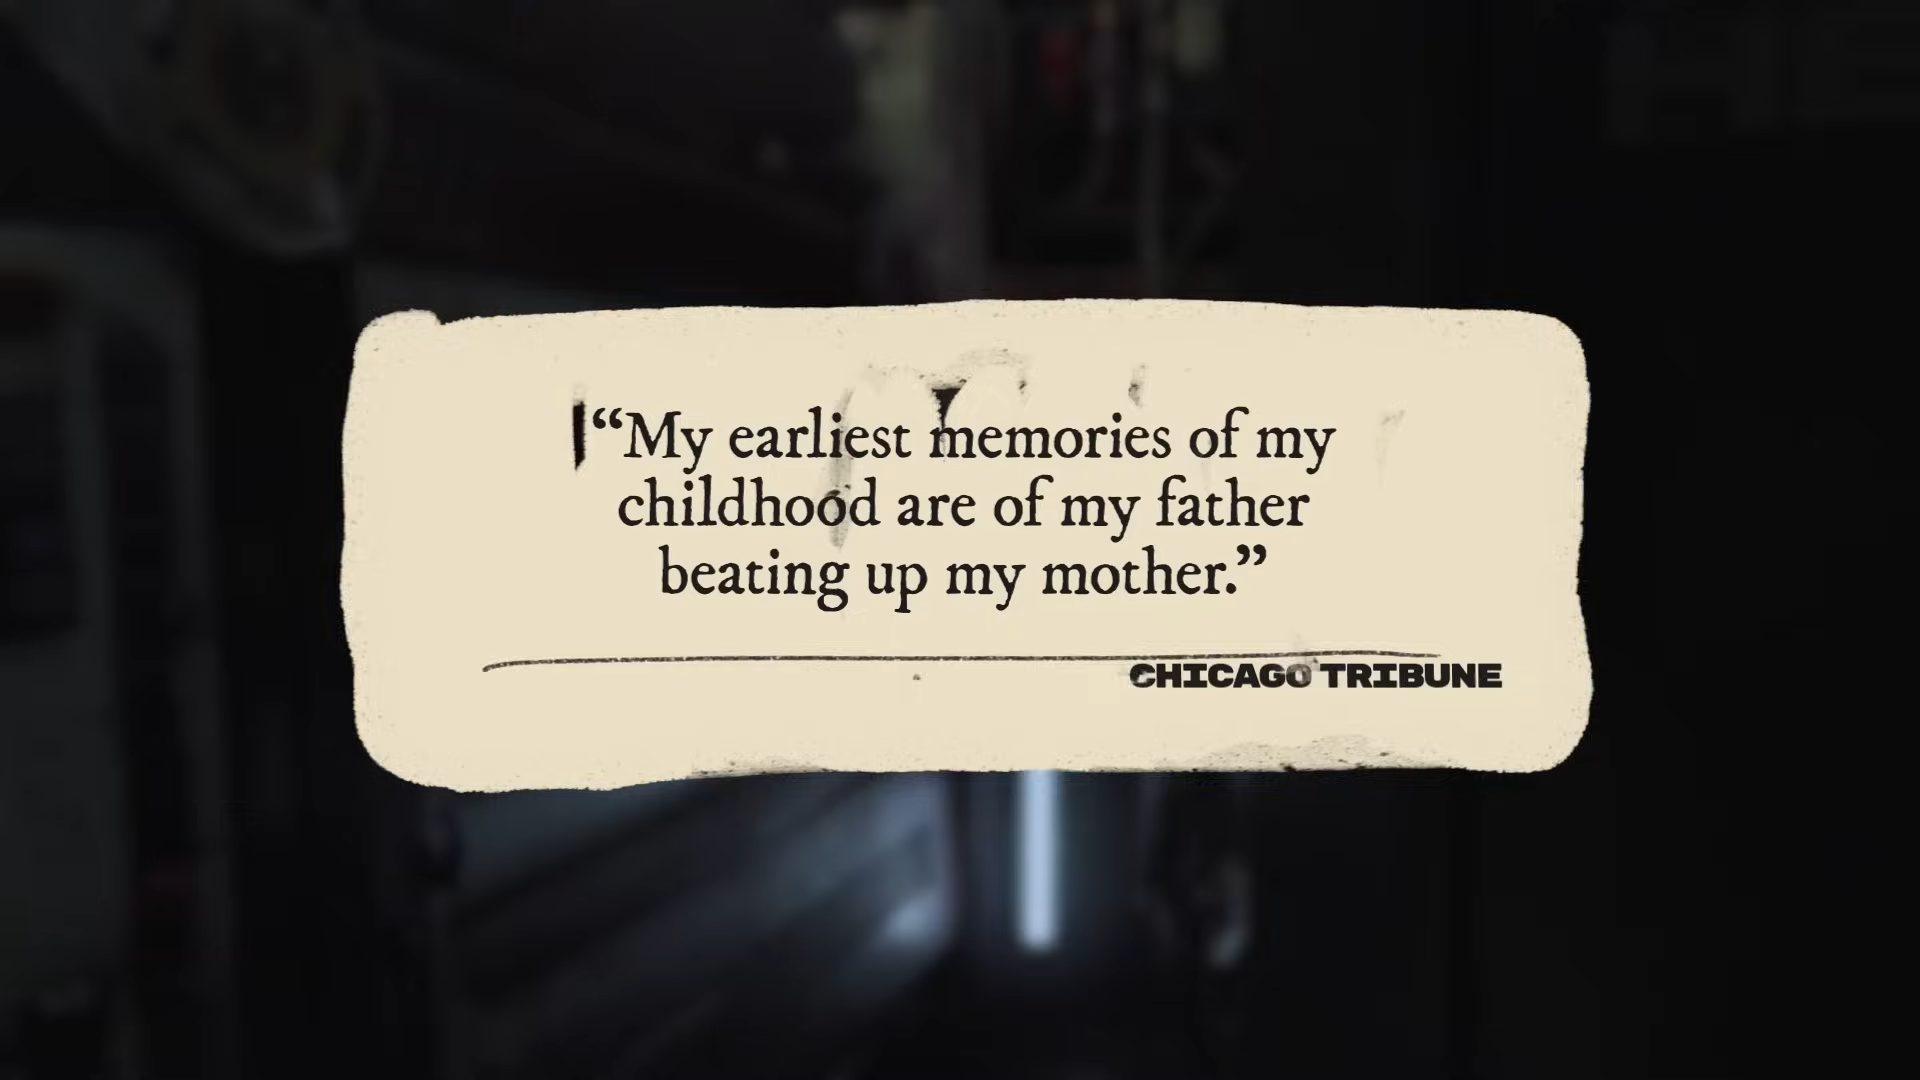 “My earliest memories of my
childhood are of my father
beating up my mother.”
CHICAGO TRIBUNE